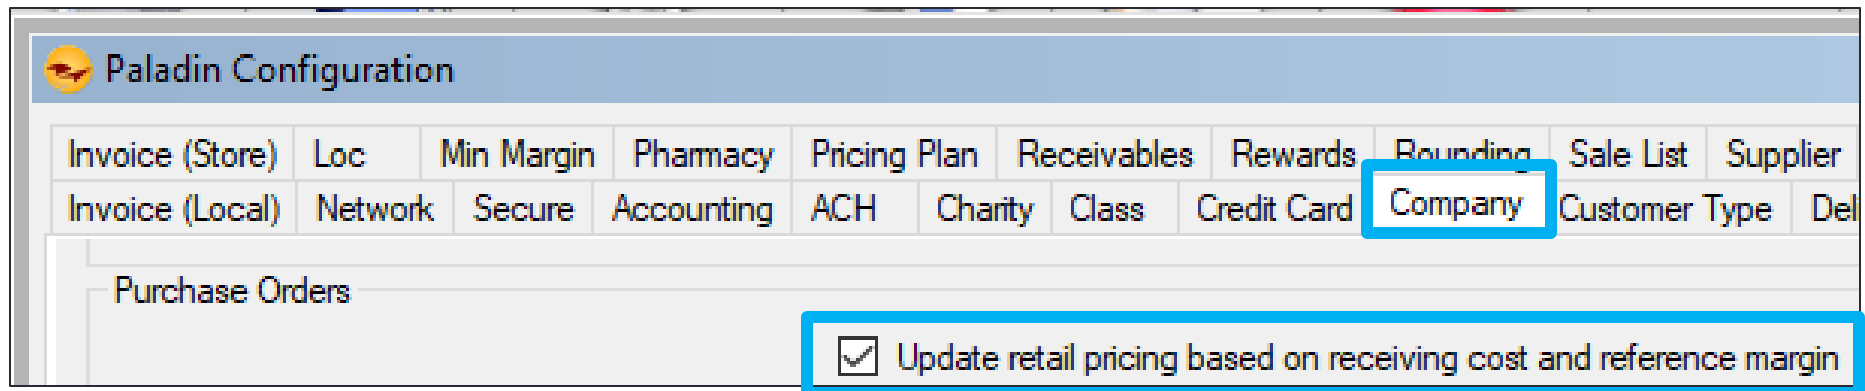 Paladin Configuration
Invoice (Store) Loc Min Margin Pharmacy Pricing Plan Receivables Rewards Rounding Sale List Supplier
Invoice (Local) Network Secure Accounting ACH Charity Class Credit Card Company Customer Type Deli
Purchase Orders
Update retail pricing based on receiving cost and reference margin